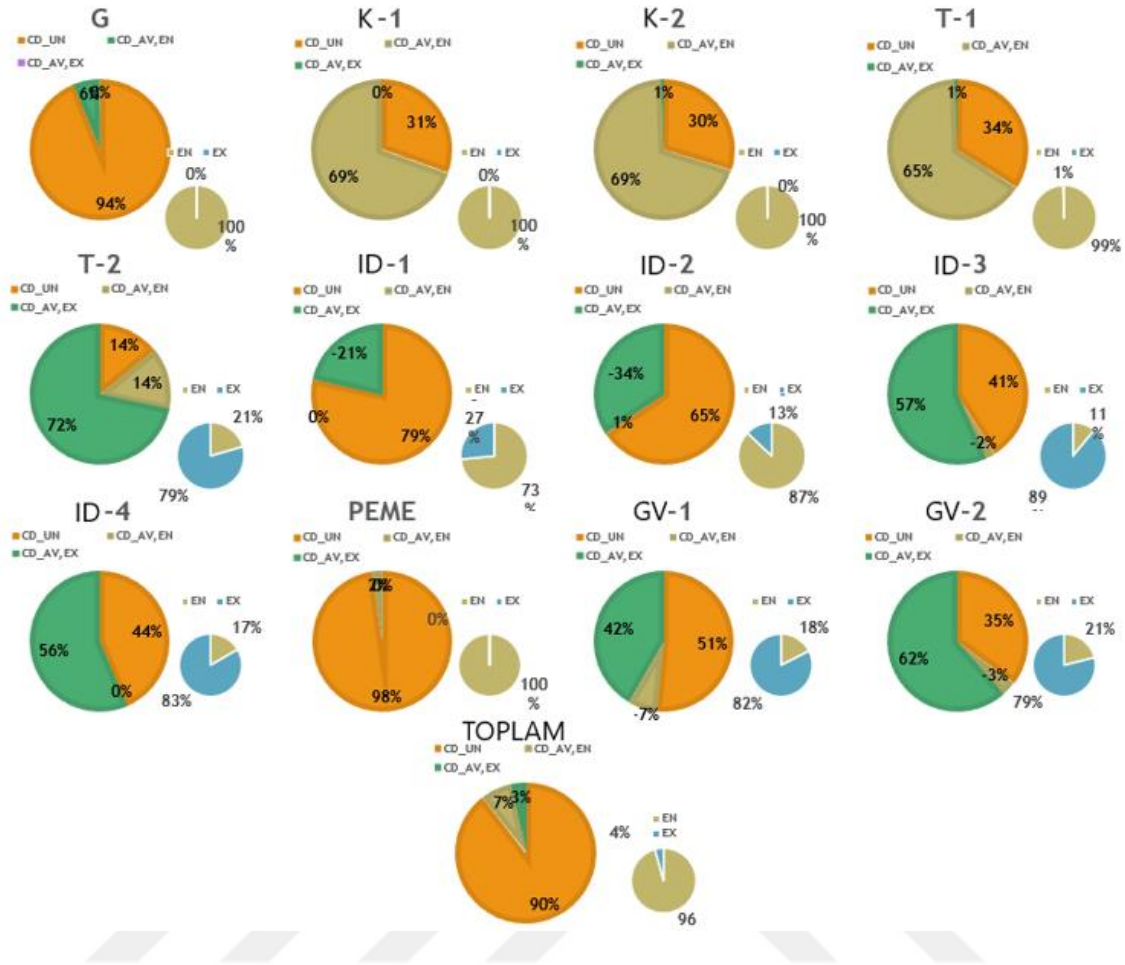 G
CD_UN CD_AV,EN
CD_AV,EX
6% 0%
94%
EN EX
0%
100
%
K-1
CD_UN CD_AV,EN
CD_AV,EX
0%
31%
69%
EN EX
0%
100
%
K-2
CD_UN CD_AV,EN
CD_AV,EX
1%
30%
69%
EN EX
0%
100
%
T-1
CD_UN CD_AV,EN
CD_AV,EX
1%
34%
65%
EN EX
1%
99%
T-2
CD_UN CD_AV,EN
CD_AV,EX
14%
14%
72%
EN EX
21%
79%
ID-1
CD_UN CD_AV,EN
CD_AV,EX
-21%
0%
79%
EN EX
-
27
%
73
%
ID-2
CD_UN CD_AV,EN
CD_AV,EX
-34%
1%
65%
EN EX
13%
87%
ID-3
CD_UN CD_AV,EN
CD_AV,EX
41%
57%
-2%
EN EX
11
%
89
ID-4
CD_UN CD_AV,EN
CD_AV,EX
44%
56%
0%
EN EX
17%
83%
PEME
CD_UN CD_AV,EN
CD_AV,EX
0%
98%
EN EX
0%
100
%
GV-1
CD_UN CD_AV,EN
CD_AV,EX
42%
51%
-7%
EN EX
18%
82%
GV-2
CD_UN CD_AV,EN
CD_AV,EX
35%
62%
-3%
EN EX
21%
79%
TOPLAM
CD_UN CD_AV,EN
CD_AV,EX
7% 3%
90%
EN
EX
4%
96